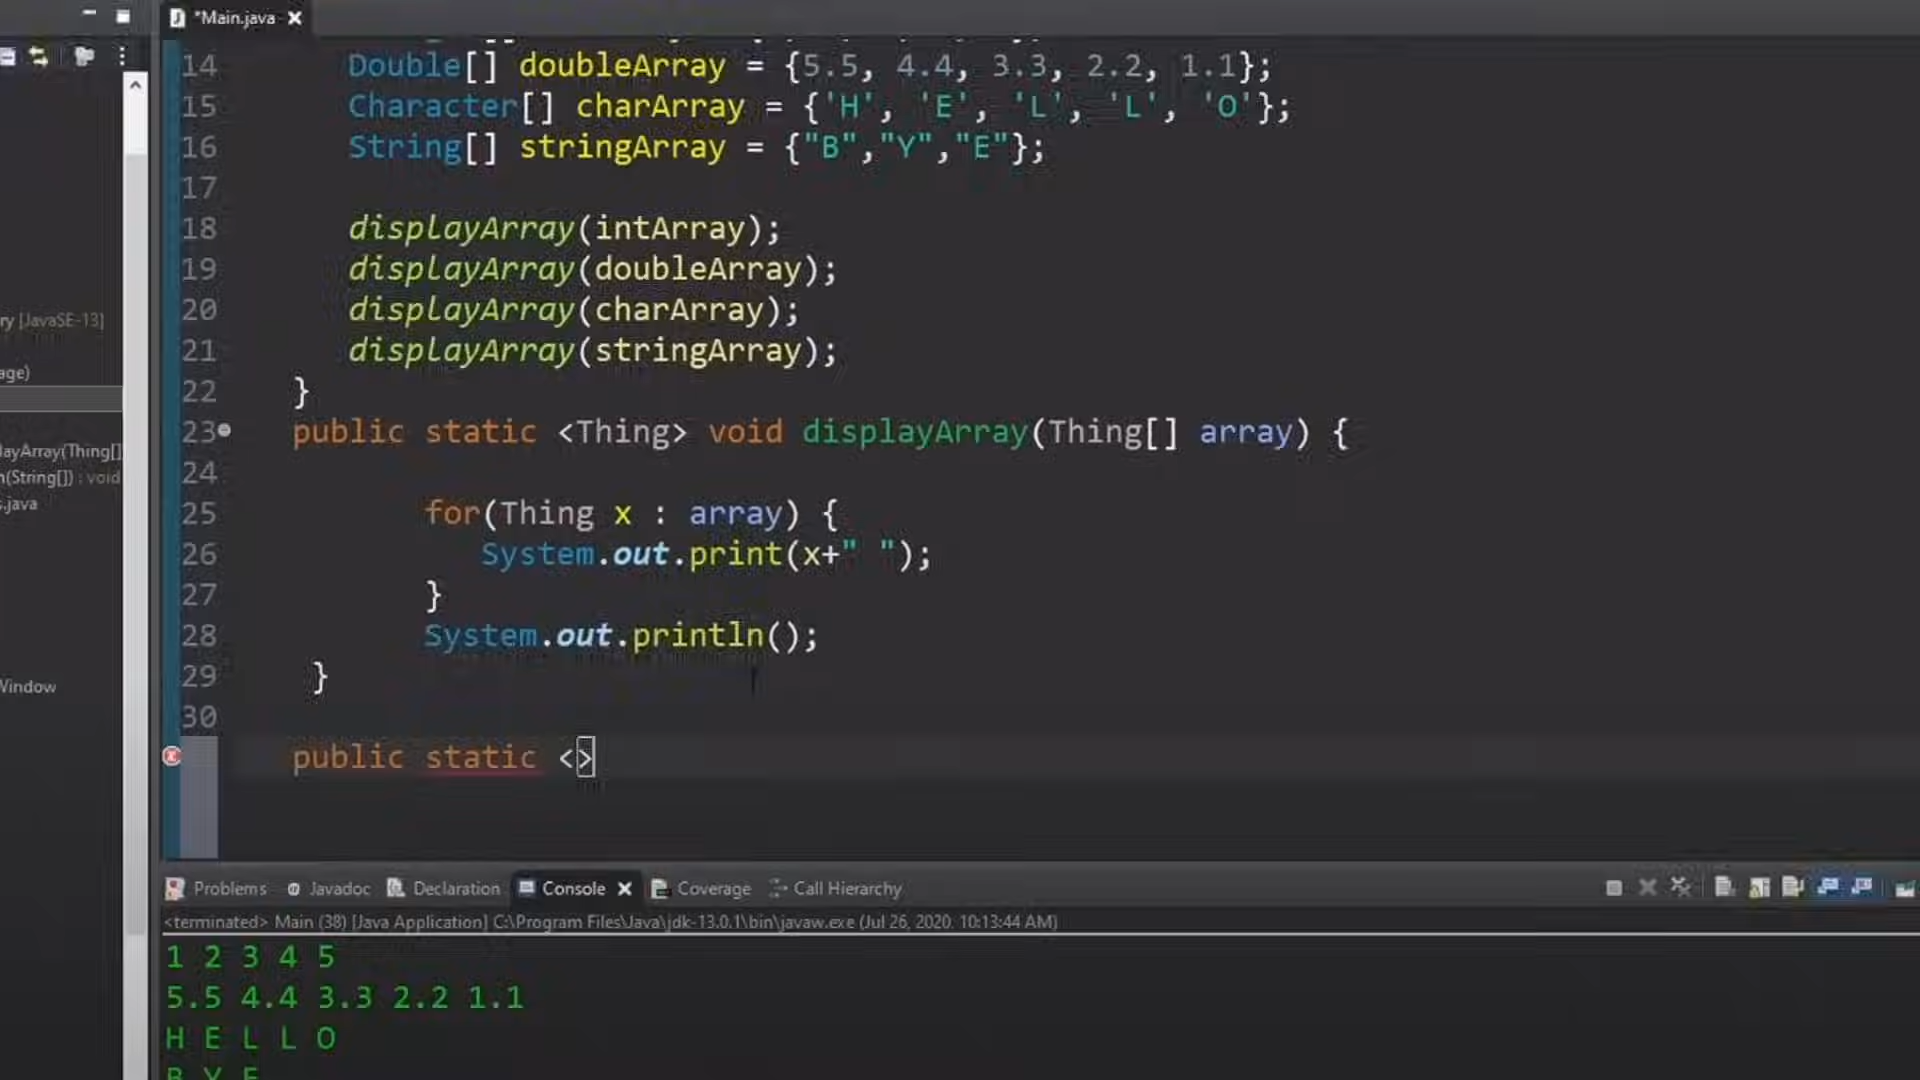 *Main.java
14 Double[] doubleArray = {5.5, 4.4, 3.3, 2.2, 1.1};
15 Character[] charArray = {'H', 'E', 'L', 'L', 'O'};
16 String[] stringArray = {"B","Y","E"};
17
18 displayArray(intArray);
19 displayArray(doubleArray);
20 displayArray(charArray);
21 displayArray(stringArray);
22 }
23 public static <Thing> void displayArray(Thing[] array) {
24
25 for(Thing x : array) {
26 System.out.print(x+" ");
27 }
28 System.out.println();
29 }
30
public static <>
ry [JavaSE-13]
age)
layArray(Thing[]
n(String[]) : void
s.java
Window
Problems Javadoc Declaration Console Coverage Call Hierarchy
<terminated> Main (38) [Java Application] C:\Program Files\Java\jdk-13.0.1\bin\javaw.exe (Jul 26, 2020, 10:13:44 AM)
1 2 3 4 5
5.5 4.4 3.3 2.2 1.1
H E L L O
B Y E